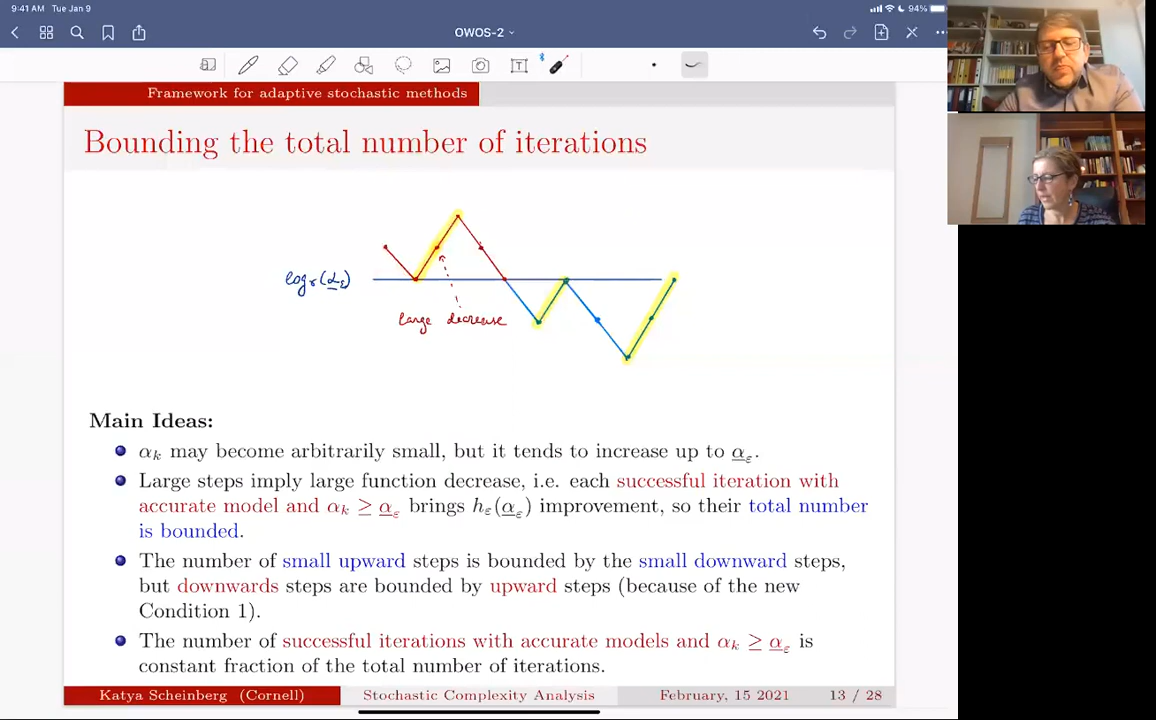 9:41 AM Tue Jan 9
94%
OWOS-2
Framework for adaptive stochastic methods
Bounding the total number of iterations
log_r(α̲_ε)
large decrease
Main Ideas:
α_k may become arbitrarily small, but it tends to increase up to α̲_ε.
Large steps imply large function decrease, i.e. each successful iteration with
accurate model and α_k ≥ α̲_ε brings h_ε(α̲_ε) improvement, so their total number
is bounded.
The number of small upward steps is bounded by the small downward steps,
but downwards steps are bounded by upward steps (because of the new
Condition 1).
The number of successful iterations with accurate models and α_k ≥ α̲_ε is
constant fraction of the total number of iterations.
Katya Scheinberg (Cornell) Stochastic Complexity Analysis February, 15 2021 13 / 28